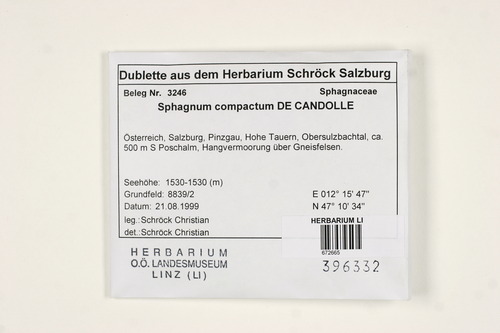 Dublette aus dem Herbarium Schröck Salzburg
Beleg Nr. 3246 Sphagnaceae
Sphagnum compactum DE CANDOLLE
Österreich, Salzburg, Pinzgau, Hohe Tauern, Obersulzbachtal, ca.
500 m S Poschalm, Hangvermoorung über Gneisfelsen.
Seehöhe: 1530-1530 (m)
Grundfeld: 8839/2 E 012° 15' 47"
Datum: 21.08.1999 N 47° 10' 34"
leg.: Schröck Christian
det.: Schröck Christian
HERBARIUM LI
672665
HERBARIUM
O.Ö. LANDESMUSEUM
LINZ (LI)
396332